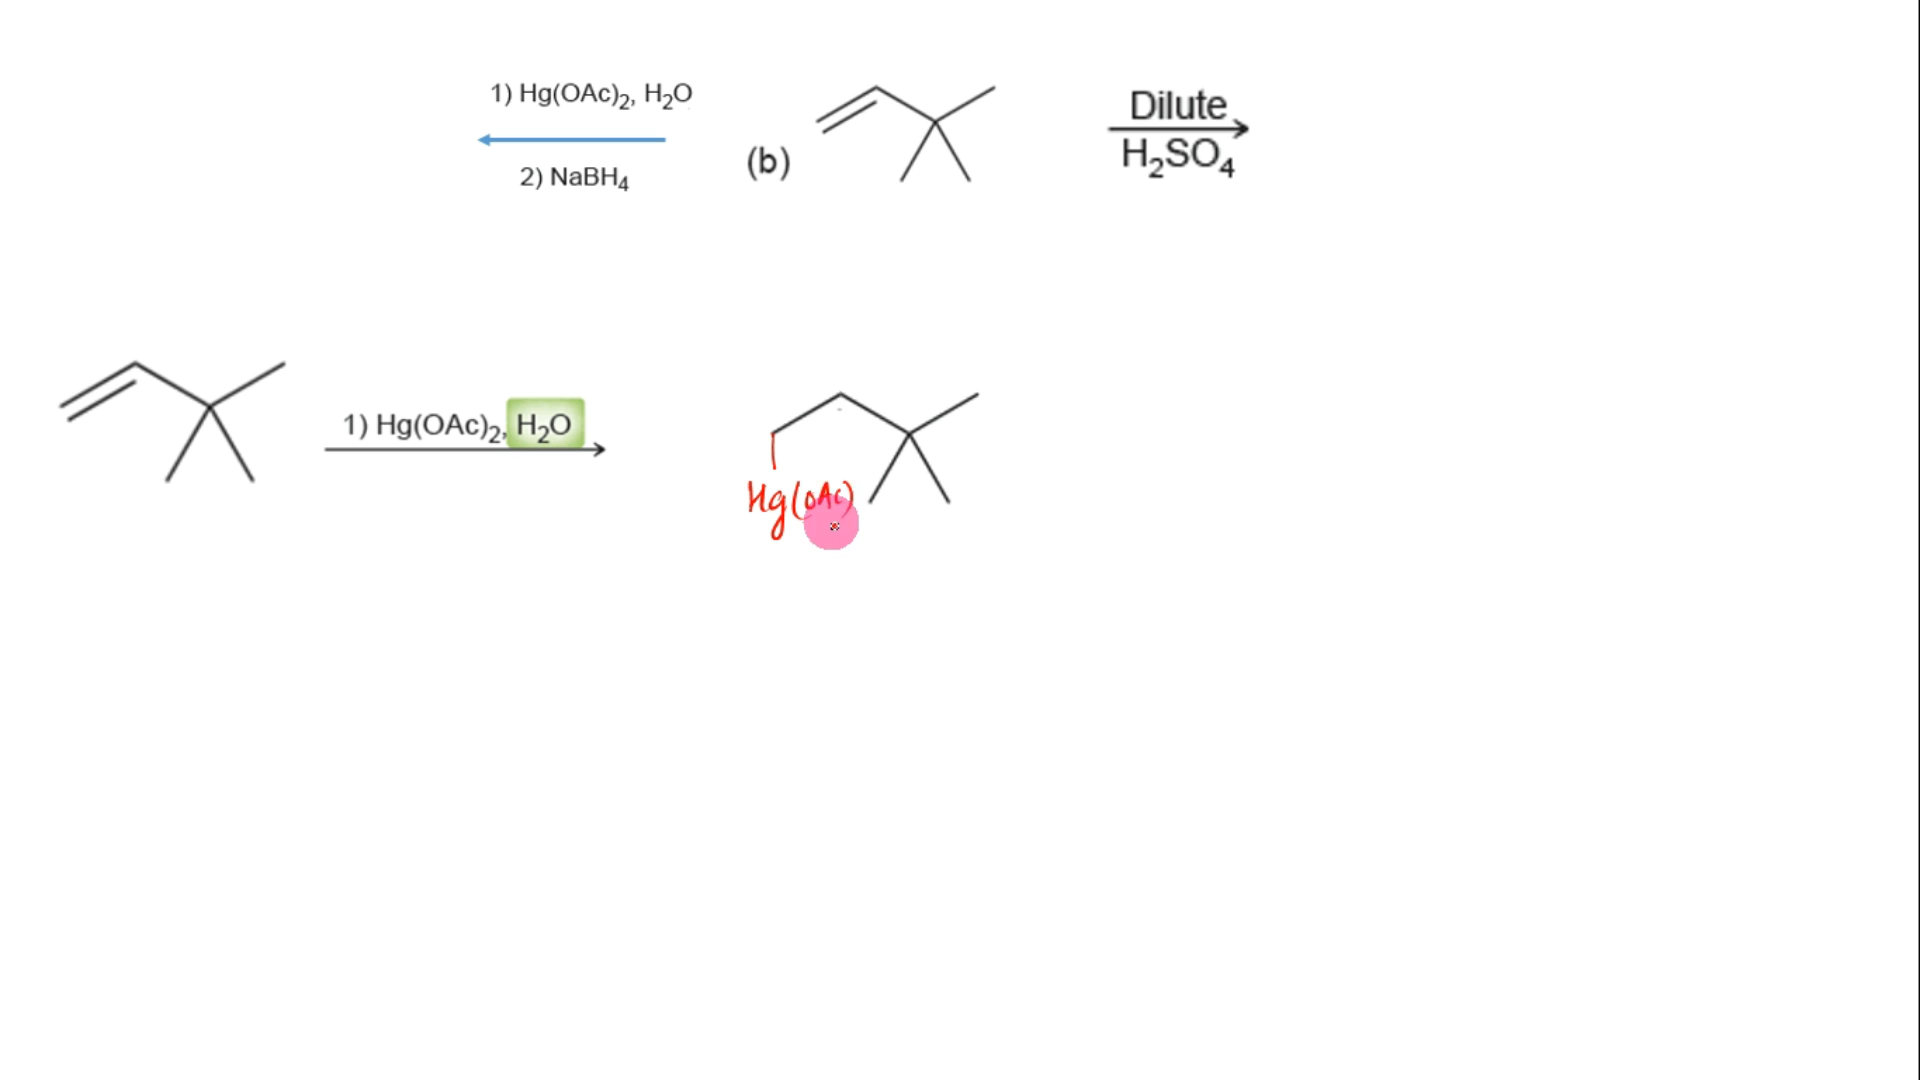 1) Hg(OAc)₂, H₂O
2) NaBH₄
(b)
Dilute
H₂SO₄
1) Hg(OAc)₂, H₂O
Hg(OAc)